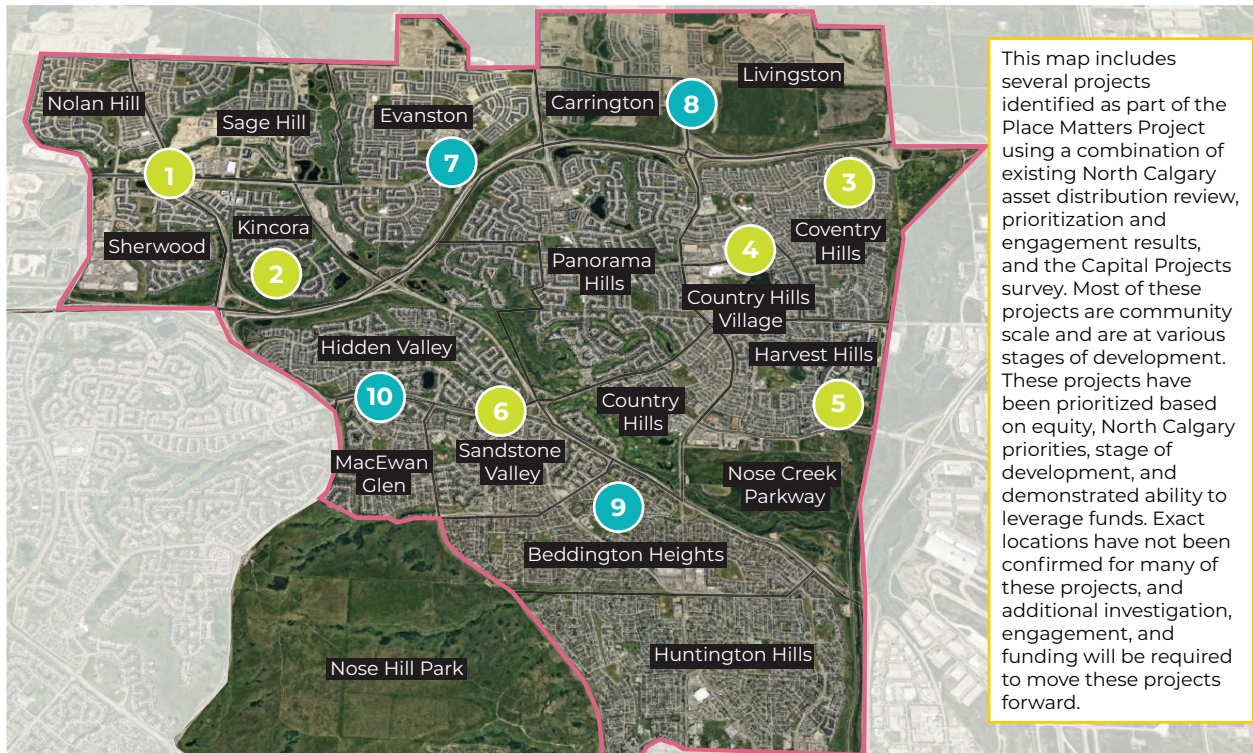 Nolan Hill
Sage Hill
Evanston
Carrington
8
Livingston
7
1
3
Sherwood
Kincora
2
4
Coventry
Hills
Panorama
Hills
Country Hills
Village
Hidden Valley
Harvest Hills
10
6
Country
Hills
5
MacEwan
Glen
Sandstone
Valley
Nose Creek
Parkway
9
Beddington Heights
Nose Hill Park
Huntington Hills
This map includes
several projects
identified as part of the
Place Matters Project
using a combination of
existing North Calgary
asset distribution review,
prioritization and
engagement results,
and the Capital Projects
survey. Most of these
projects are community
scale and are at various
stages of development.
These projects have
been prioritized based
on equity, North Calgary
priorities, stage of
development, and
demonstrated ability to
leverage funds. Exact
locations have not been
confirmed for many of
these projects, and
additional investigation,
engagement, and
funding will be required
to move these projects
forward.